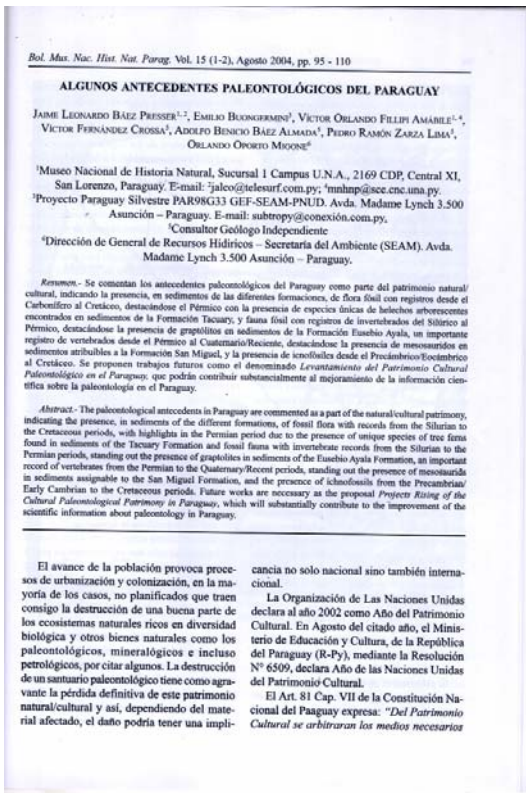 Bol. Mus. Nac. Hist. Nat. Parag. Vol. 15 (1-2), Agosto 2004, pp. 95 - 110
ALGUNOS ANTECEDENTES PALEONTOLÓGICOS DEL PARAGUAY
JAIME LEONARDO BÁEZ PRESSER¹·², EMILIO BUONGERMINI³, VICTOR ORLANDO FILLIPI AMÁBILE¹·⁴,
VICTOR FERNÁNDEZ CROSSA³, ADOLFO BENICIO BÁEZ ALMADA⁵, PEDRO RAMÓN ZARZA LIMA⁵,
ORLANDO OPORTO MIGONE⁶
¹Museo Nacional de Historia Natural, Sucursal 1 Campus U.N.A., 2169 CDP, Central XI,
San Lorenzo, Paraguay. E-mail: ²jaleo@telesurf.com.py; ⁴mnhnp@sce.cnc.una.py.
³Proyecto Paraguay Silvestre PAR98G33 GEF-SEAM-PNUD. Avda. Madame Lynch 3.500
Asunción – Paraguay. E-mail: subtropy@conexión.com.py,
⁵Consultor Geólogo Independiente
⁶Dirección de General de Recursos Hidiricos – Secretaría del Ambiente (SEAM). Avda.
Madame Lynch 3.500 Asunción – Paraguay.
Resumen.- Se comentan los antecedentes paleontológicos del Paraguay como parte del patrimonio natural/
cultural, indicando la presencia, en sedimentos de las diferentes formaciones, de flora fósil con registros desde el
Carbonífero al Cretáceo, destacándose el Pérmico con la presencia de especies únicas de helechos arborescentes
encontrados en sedimentos de la Formación Tacuary, y fauna fósil con registros de invertebrados del Silúrico al
Pérmico, destacándose la presencia de graptólitos en sedimentos de la Formación Eusebio Ayala, un importante
registro de vertebrados desde el Pérmico al Cuaternario/Reciente, destacándose la presencia de mesosauridos en
sedimentos atribuibles a la Formación San Miguel, y la presencia de icnofósiles desde el Precámbrico/Eocámbrico
al Cretáceo. Se proponen trabajos futuros como el denominado Levantamiento del Patrimonio Cultural
Paleontológico en el Paraguay, que podrán contribuir substancialmente al mejoramiento de la información cien-
tífica sobre la paleontología en el Paraguay.
Abstract.- The paleontological antecedents in Paraguay are commented as a part of the natural/cultural patrimony,
indicating the presence, in sediments of the different formations, of fossil flora with records from the Silurian to
the Cretaceous periods, with highlights in the Permian period due to the presence of unique species of tree ferns
found in sediments of the Tacuary Formation and fossil fauna with invertebrate records from the Silurian to the
Permian periods, standing out the presence of graptolites in sediments of the Eusebio Ayala Formation, an important
record of vertebrates from the Permian to the Quaternary/Recent periods, standing out the presence of mesosaurids
in sediments assignable to the San Miguel Formation, and the presence of ichnofossils from the Precambrian/
Early Cambrian to the Cretaceous periods. Future works are necessary as the proposal Projects Rising of the
Cultural Paleontological Patrimony in Paraguay, which will substantially contribute to the improvement of the
scientific information about paleontology in Paraguay.
El avance de la población provoca proce-
sos de urbanización y colonización, en la ma-
yoría de los casos, no planificados que traen
consigo la destrucción de una buena parte de
los ecosistemas naturales ricos en diversidad
biológica y otros bienes naturales como los
paleontológicos, mineralógicos e incluso
petrológicos, por citar algunos. La destrucción
de un santuario paleontológico tiene como agra-
vante la pérdida definitiva de este patrimonio
natural/cultural y así, dependiendo del mate-
rial afectado, el daño podría tener una impli-
cancia no solo nacional sino también interna-
cional.
La Organización de Las Naciones Unidas
declara al año 2002 como Año del Patrimonio
Cultural. En Agosto del citado año, el Minis-
terio de Educación y Cultura, de la República
del Paraguay (R-Py), mediante la Resolución
N° 6509, declara Año de las Naciones Unidas
del Patrimonio Cultural.
El Art. 81 Cap. VII de la Constitución Na-
cional del Paaguay expresa: "Del Patrimonio
Cultural se arbitraran los medios necesarios